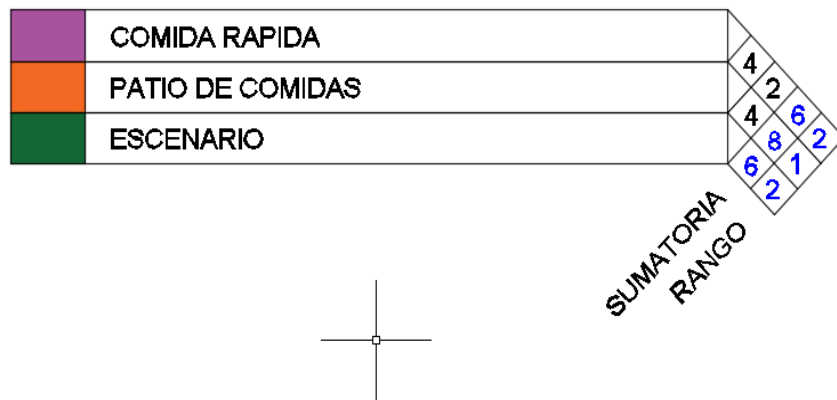 COMIDA RAPIDA
PATIO DE COMIDAS
ESCENARIO
4
2
4
6
8
2
6
1
2
SUMATORIA
RANGO